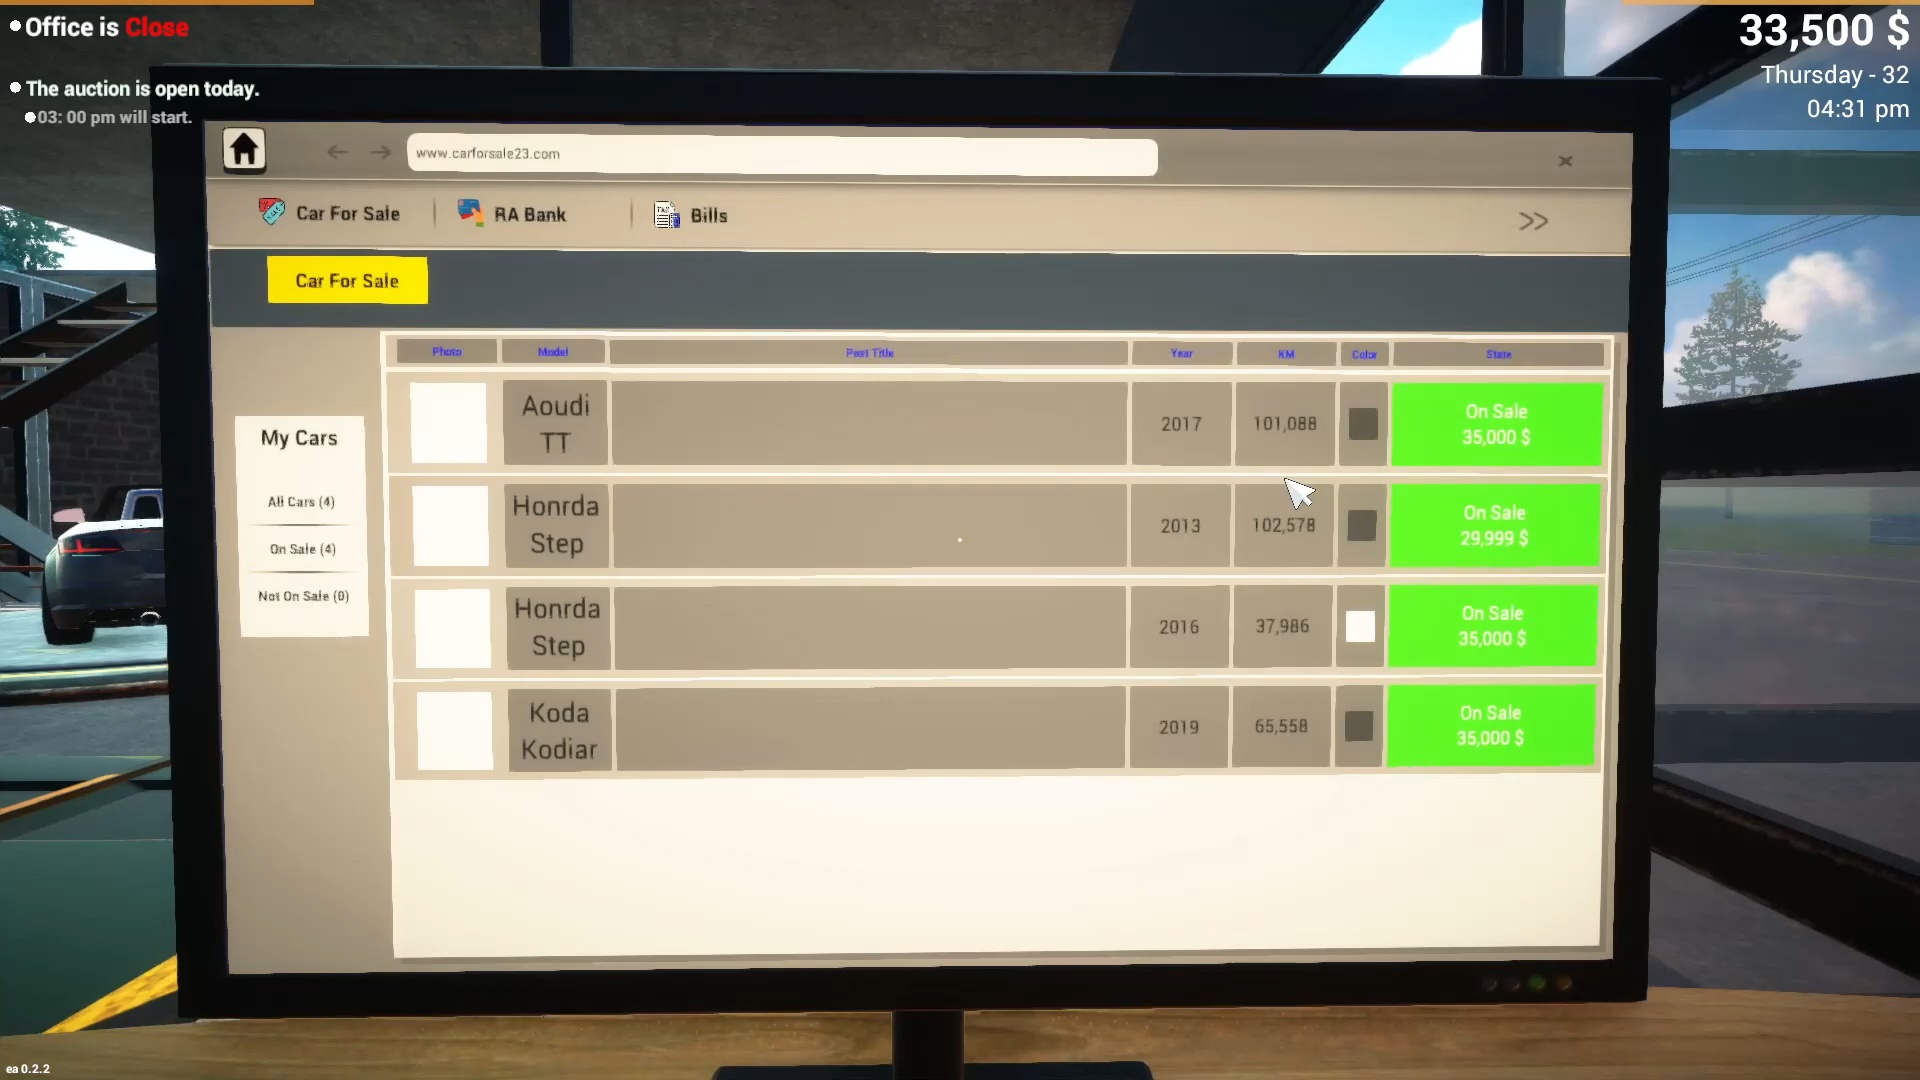 Office is Close
The auction is open today.
03: 00 pm will start.
33,500 $
Thursday - 32
04:31 pm
www.carforsale23.com
Car For Sale
RA Bank
Bills
Car For Sale
Photo Model Post Title Year KM Color State
My Cars
All Cars (4)
On Sale (4)
Not On Sale (0)
Aoudi
TT
2017
101,088
On Sale
35,000 $
Honrda
Step
2013
102,578
On Sale
29,999 $
Honrda
Step
2016
37,986
On Sale
35,000 $
Koda
Kodiar
2019
65,558
On Sale
35,000 $
ea 0.2.2